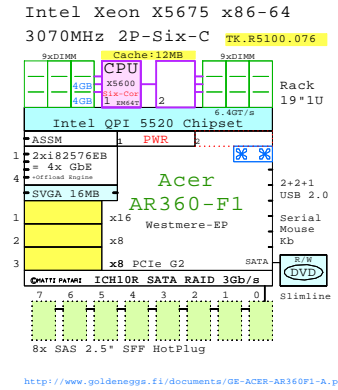 Intel Xeon X5675 x86-64
3070MHz 2P-Six-C TK.R5100.076
9xDIMM Cache:12MB 9xDIMM
CPU
4GB X5600
Six-Cor
4GB 1 EM64T 2
Rack
19"1U
6.4GT/s
Intel QPI 5520 Chipset
ASSM 1 PWR 2
1 2xi82576EB
= 4x GbE
4 +Offload Engine
SVGA 16MB
Acer
AR360-F1
Westmere-EP
2+2+1
USB 2.0
Serial
Mouse
Kb
1 x16
2 x8
3 x8 PCIe G2 SATA R/W
DVD
©MATTI PATARI ICH10R SATA RAID 3Gb/s
7 6 5 4 3 2 1 0 Slimline
8x SAS 2.5" SFF HotPlug
http://www.goldeneggs.fi/documents/GE-ACER-AR360F1-A.p